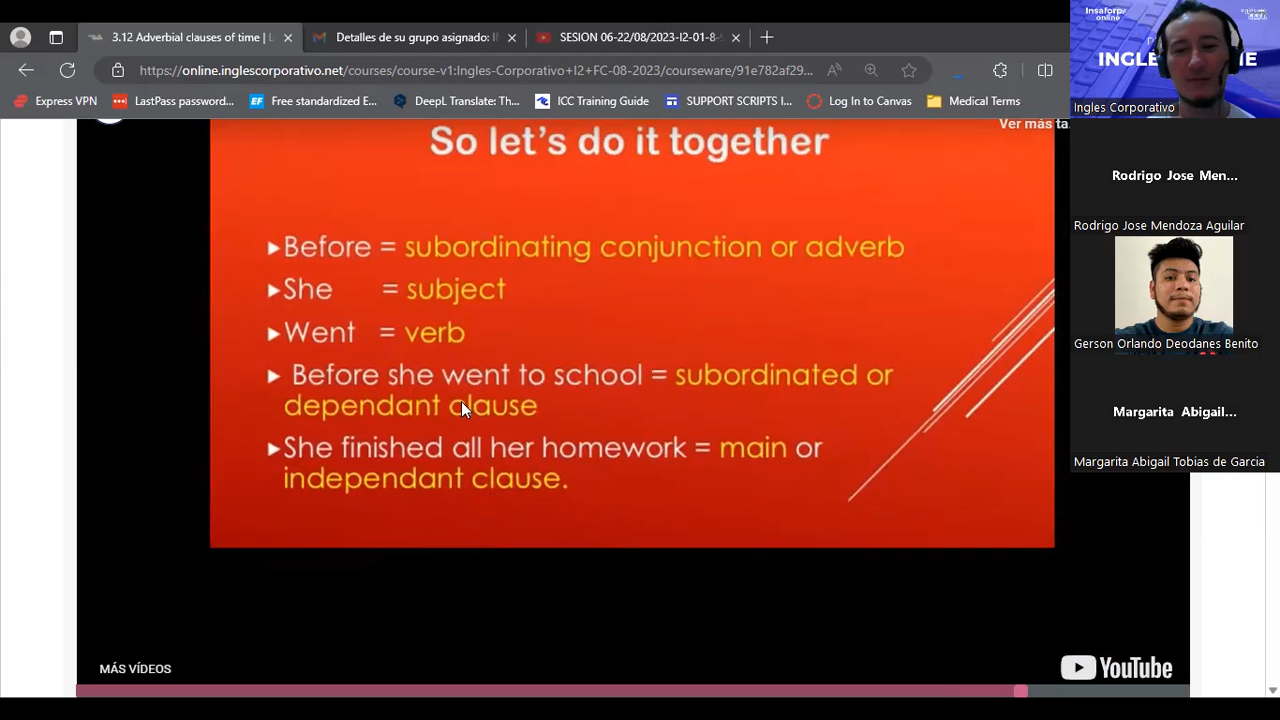 3.12 Adverbial clauses of time | L
Detalles de su grupo asignado: I
SESION 06-22/08/2023-I2-01-8-
https://online.inglescorporativo.net/courses/course-v1:Ingles-Corporativo+I2+FC-08-2023/courseware/91e782af29...
Express VPN
LastPass password...
Free standardized E...
DeepL Translate: Th...
ICC Training Guide
SUPPORT SCRIPTS I...
Log In to Canvas
Medical Terms
Insaforp
online
INGLE
NE
Ingles Corporativo
Ver más ta
So let's do it together
Before = subordinating conjunction or adverb
She = subject
Went = verb
Before she went to school = subordinated or
dependant clause
She finished all her homework = main or
independant clause.
Rodrigo Jose Men...
Rodrigo Jose Mendoza Aguilar
Gerson Orlando Deodanes Benito
Margarita Abigail...
Margarita Abigail Tobias de Garcia
MÁS VÍDEOS
YouTube